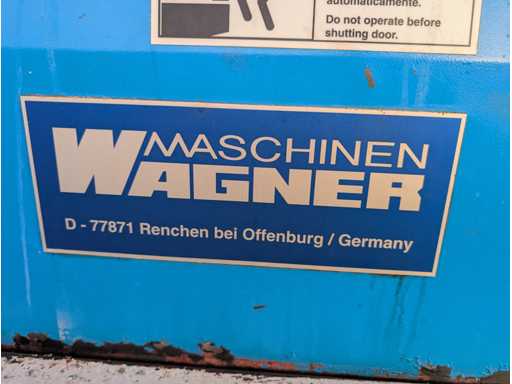 automaticamente.
Do not operate before
shutting door.
MASCHINEN
WAGNER
D - 77871 Renchen bei Offenburg / Germany